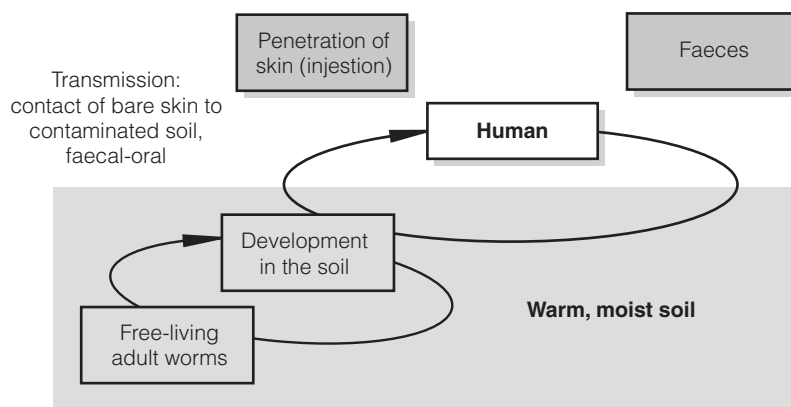 Penetration of
skin (injestion)
Faeces
Transmission:
contact of bare skin to
contaminated soil,
faecal-oral
Human
Development
in the soil
Warm, moist soil
Free-living
adult worms